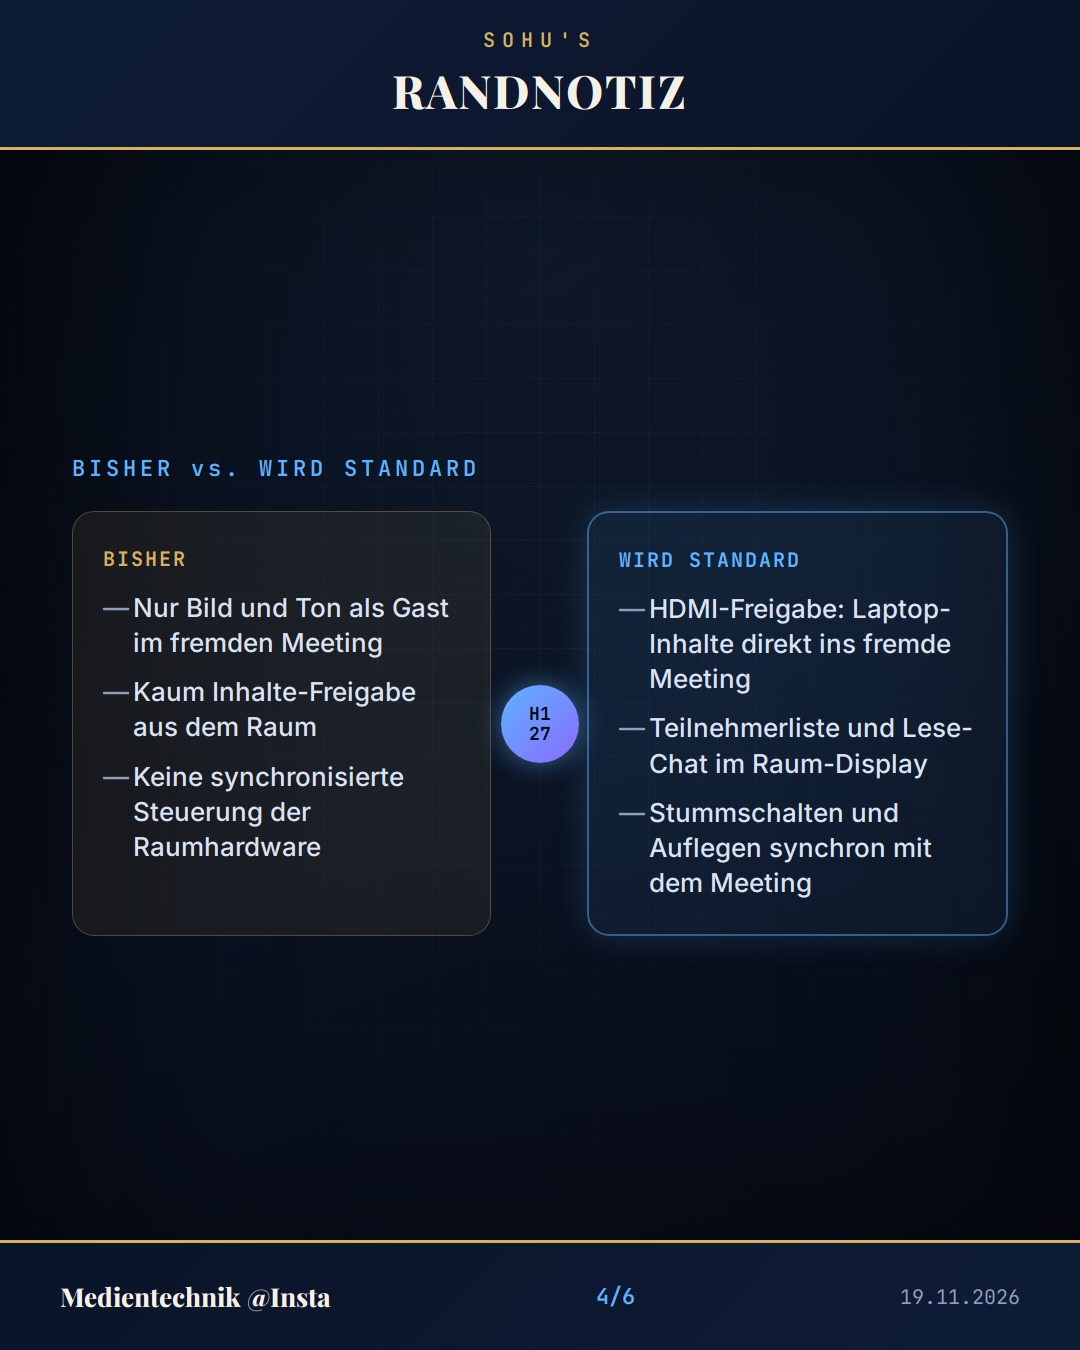 SOHU'S
RANDNOTIZ
BISHER vs. WIRD STANDARD
BISHER
— Nur Bild und Ton als Gast
im fremden Meeting
— Kaum Inhalte-Freigabe
aus dem Raum
— Keine synchronisierte
Steuerung der
Raumhardware
H1
27
WIRD STANDARD
— HDMI-Freigabe: Laptop-
Inhalte direkt ins fremde
Meeting
— Teilnehmerliste und Lese-
Chat im Raum-Display
— Stummschalten und
Auflegen synchron mit
dem Meeting
Medientechnik @Insta
4/6
19.11.2026